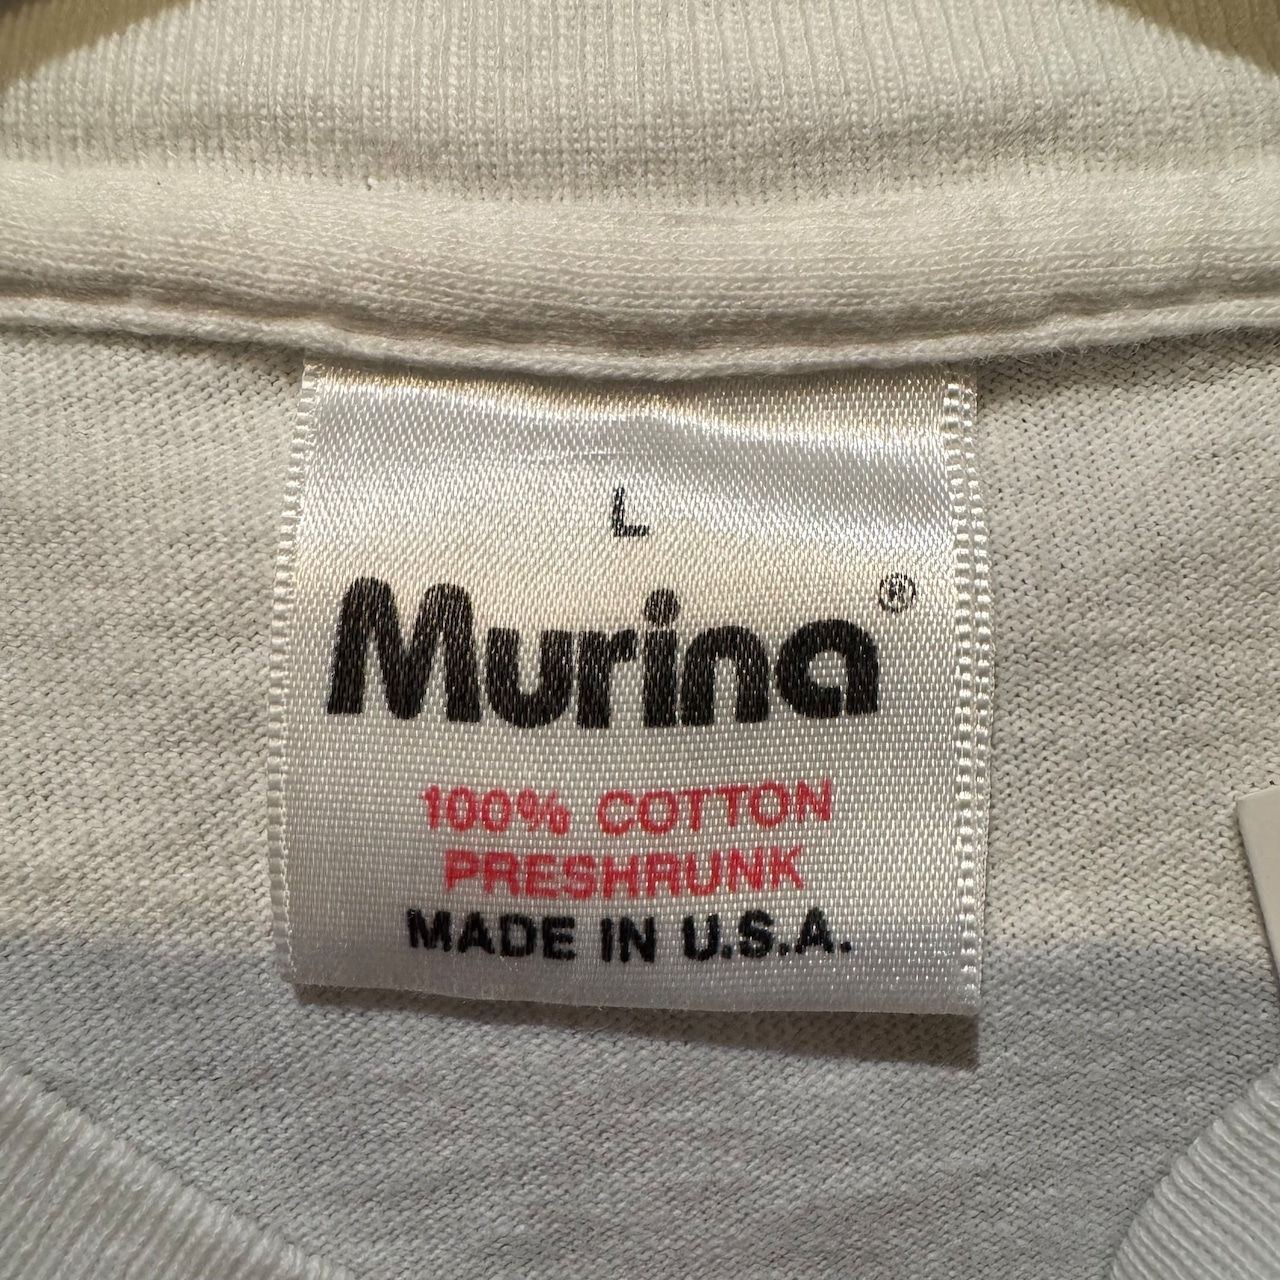 L
Murina®
100% COTTON
PRESHRUNK
MADE IN U.S.A.